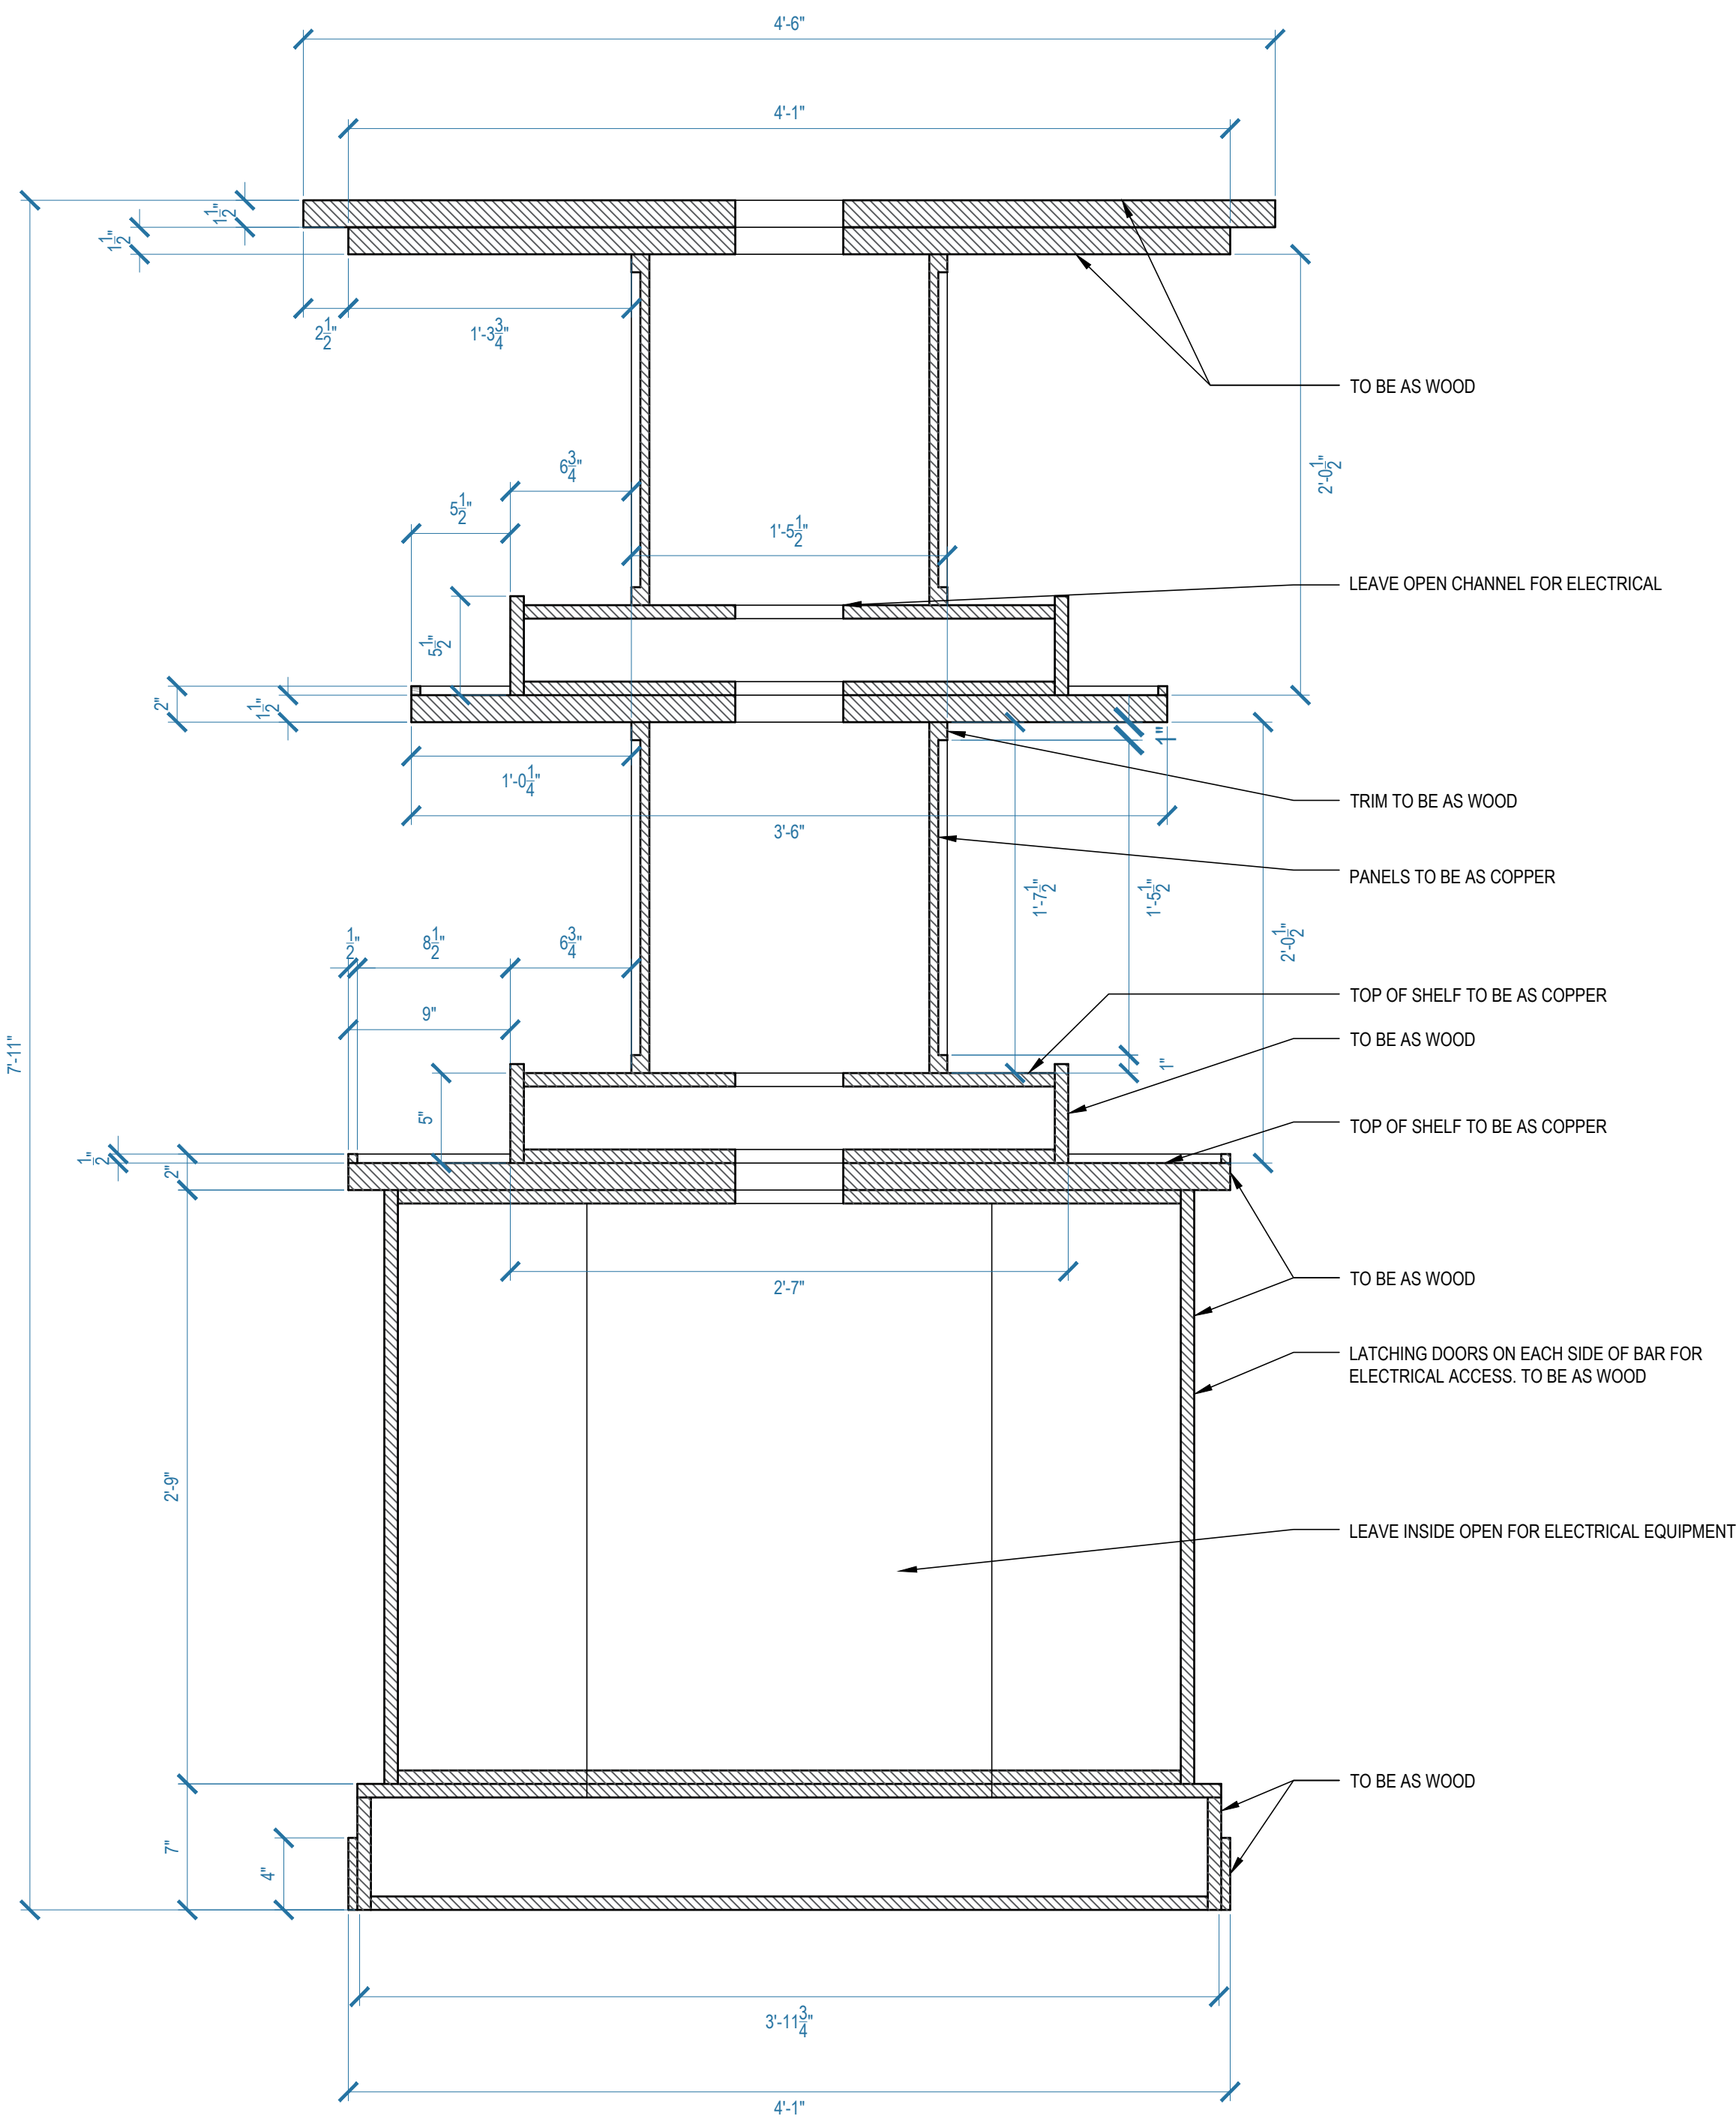 4'-6"
4'-1"
1 1/2"
1 1/2"
2 1/2"
1'-3 3/4"
TO BE AS WOOD
6 3/4"
2'-0 1/2"
5 1/2"
1'-5 1/2"
LEAVE OPEN CHANNEL FOR ELECTRICAL
5 1/2"
2"
1 1/2"
1"
1'-0 1/4"
TRIM TO BE AS WOOD
3'-6"
PANELS TO BE AS COPPER
1'-7 1/2"
1'-5 1/2"
2'-0 1/2"
1/2"
8 1/2"
6 3/4"
TOP OF SHELF TO BE AS COPPER
9"
7'-11"
TO BE AS WOOD
1"
5"
TOP OF SHELF TO BE AS COPPER
1/2"
2"
TO BE AS WOOD
2'-7"
LATCHING DOORS ON EACH SIDE OF BAR FOR
ELECTRICAL ACCESS. TO BE AS WOOD
2'-9"
LEAVE INSIDE OPEN FOR ELECTRICAL EQUIPMENT
TO BE AS WOOD
7"
4"
3'-11 3/4"
4'-1"